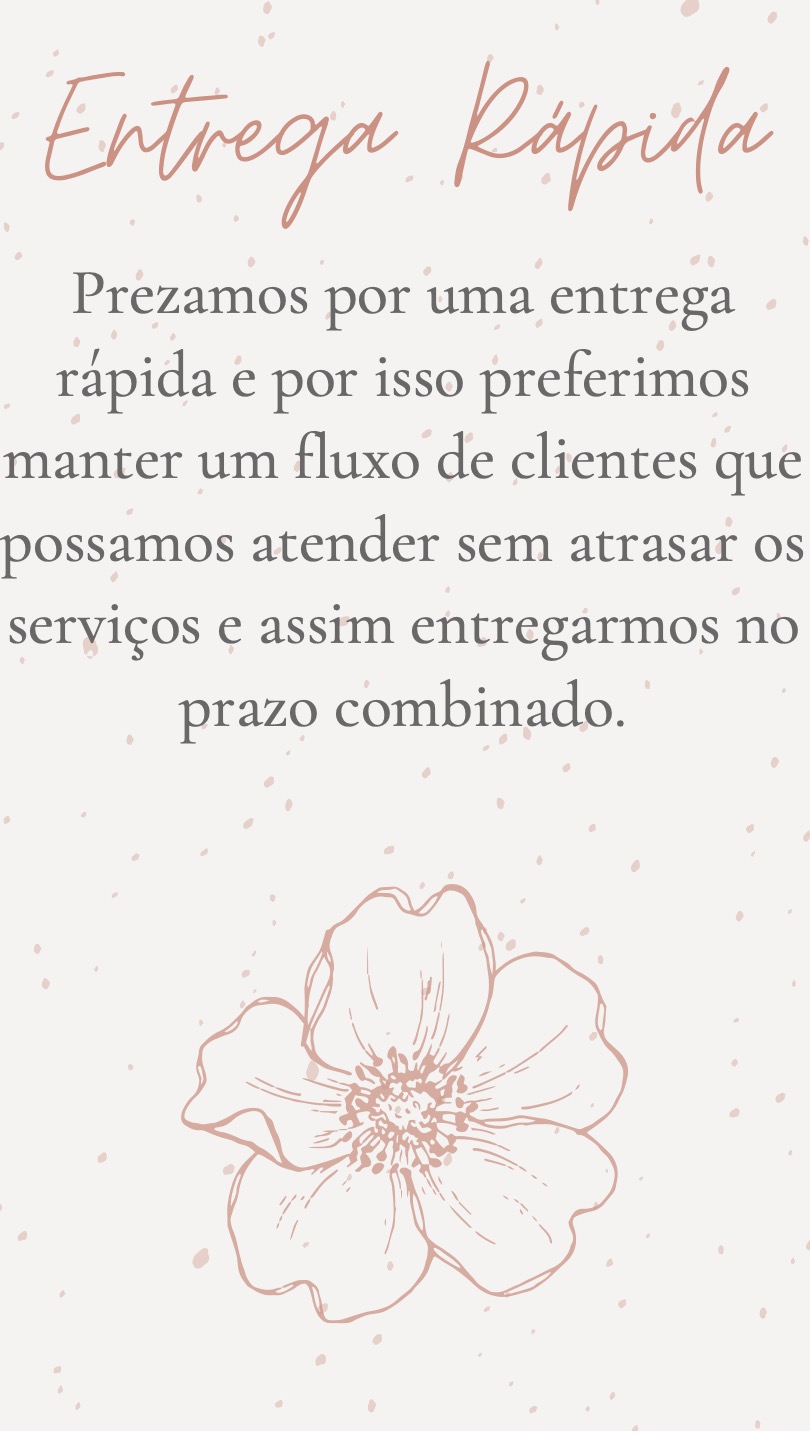 Entrega Rápida
Prezamos por uma entrega
rápida e por isso preferimos
manter um fluxo de clientes que
possamos atender sem atrasar os
serviços e assim entregarmos no
prazo combinado.